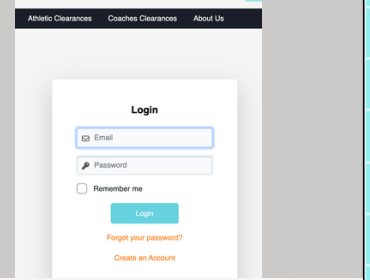 Athletic Clearances Coaches Clearances About Us
Login
Email
Password
Remember me
Login
Forgot your password?
Create an Account